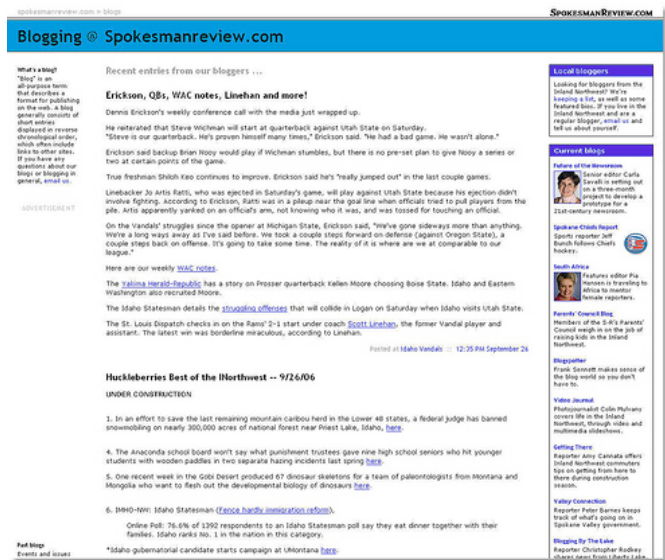 spokesmanreview.com > blogs
SPOKESMANREVIEW.COM
Blogging @ Spokesmanreview.com
What's a blog?
"Blog" is an
all-purpose term
that describes a
format for publishing
on the web. A blog
generally consists of
short entries
displayed in reverse
chronological order,
which often include
links to other sites.
If you have any
questions about our
blogs or blogging in
general, email us.
ADVERTISEMENT
Past blogs
Events and issues
Recent entries from our bloggers ...
Erickson, QBs, WAC notes, Linehan and more!
Dennis Erickson's weekly conference call with the media just wrapped up.
He reiterated that Steve Wichman will start at quarterback against Utah State on Saturday.
"Steve is our quarterback. He's proven himself many times," Erickson said. "He had a bad game. He wasn't alone."
Erickson said backup Brian Nooy would play if Wichman stumbles, but there is no pre-set plan to give Nooy a series or
two at certain points of the game.
True freshman Shiloh Keo continues to improve. Erickson said he's "really jumped out" in the last couple games.
Linebacker Jo Artis Ratti, who was ejected in Saturday's game, will play against Utah State because his ejection didn't
involve fighting. According to Erickson, Ratti was in a pileup near the goal line when officials tried to pull players from the
pile. Artis apparently yanked on an official's arm, not knowing who it was, and was tossed for touching an official.
On the Vandals' struggles since the opener at Michigan State, Erickson said, "We've gone sideways more than anything.
We're a long ways away as I've said before. We took a couple steps forward on defense (against Oregon State), a
couple steps back on offense. It's going to take some time. The reality of it is where are we at comparable to our
league."
Here are our weekly WAC notes.
The Yakima Herald-Republic has a story on Prosser quarterback Kellen Moore choosing Boise State. Idaho and Eastern
Washington also recruited Moore.
The Idaho Statesman details the struggling offenses that will collide in Logan on Saturday when Idaho visits Utah State.
The St. Louis Dispatch checks in on the Rams' 2-1 start under coach Scott Linehan, the former Vandal player and
assistant. The latest win was borderline miraculous, according to Linehan.
Posted at Idaho Vandals :: 12:35 PM September 26
Huckleberries Best of the INorthwest -- 9/26/06
UNDER CONSTRUCTION
1. In an effort to save the last remaining mountain caribou herd in the Lower 48 states, a federal judge has banned
snowmobiling on nearly 300,000 acres of national forest near Priest Lake, Idaho, here.
4. The Anaconda school board won't say what punishment trustees gave nine high school seniors who hit younger
students with wooden paddles in two separate hazing incidents last spring here.
5. One recent week in the Gobi Desert produced 67 dinosaur skeletons for a team of paleontologists from Montana and
Mongolia who want to flesh out the developmental biology of dinosaurs here.
6. IMHO-NW: Idaho Statesman (Fence hardly immigration reform),
Online Poll: 76.6% of 1392 respondents to an Idaho Statesman poll say they eat dinner together with their
families. Idaho ranks No. 1 in the nation in this category.
*Idaho gubernatorial candidate starts campaign at UMontana here.
Local bloggers
Looking for bloggers from the
Inland Northwest? We're
keeping a list, as well as some
featured bios. If you live in the
Inland Northwest and are a
regular blogger, email us and
tell us about yourself.
Current blogs
Future of the Newsroom
Senior editor Carla
Savalli is setting out
on a three-month
project to develop a
prototype for a
21st-century newsroom.
Spokane Chiefs Report
Sports reporter Jeff
Bunch follows Chiefs
hockey.
South Africa
Features editor Pia
Hansen is traveling to
Africa to mentor
female reporters.
Parents' Council Blog
Members of the S-R's Parents'
Council weigh in on the job of
raising kids in the Inland
Northwest.
Blogspotter
Frank Sennett makes sense of
the blog world so you don't
have to.
Video Journal
Photojournalist Colin Mulvany
covers life in the Inland
Northwest, through video and
multimedia slideshows.
Getting There
Reporter Amy Cannata offers
Inland Northwest commuters
tips on getting from here to
there during construction
season.
Valley Connection
Reporter Peter Barnes keeps
track of what's going on in
Spokane Valley government.
Blogging By The Lake
Reporter Christopher Rodkey
shares news from Liberty Lake,